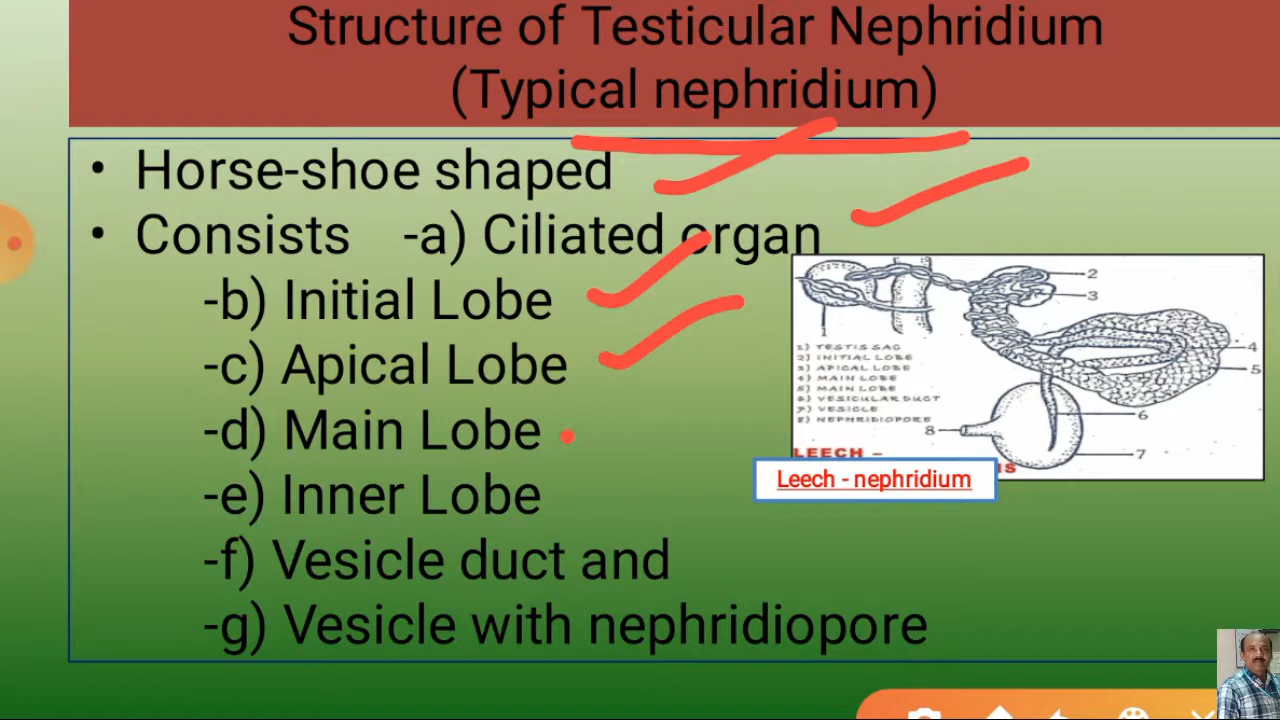 Structure of Testicular Nephridium
(Typical nephridium)
• Horse-shoe shaped
• Consists -a) Ciliated organ
-b) Initial Lobe
-c) Apical Lobe
-d) Main Lobe
-e) Inner Lobe
-f) Vesicle duct and
-g) Vesicle with nephridiopore
2
3
4
5
6
7
8
1) TESTIS SAC
2) INITIAL LOBE
3) APICAL LOBE
4) MAIN LOBE
5) MAIN LOBE
6) VESICULAR DUCT
7) VESICLE
8) NEPHRIDIOPORE
LEECH -
Leech - nephridium